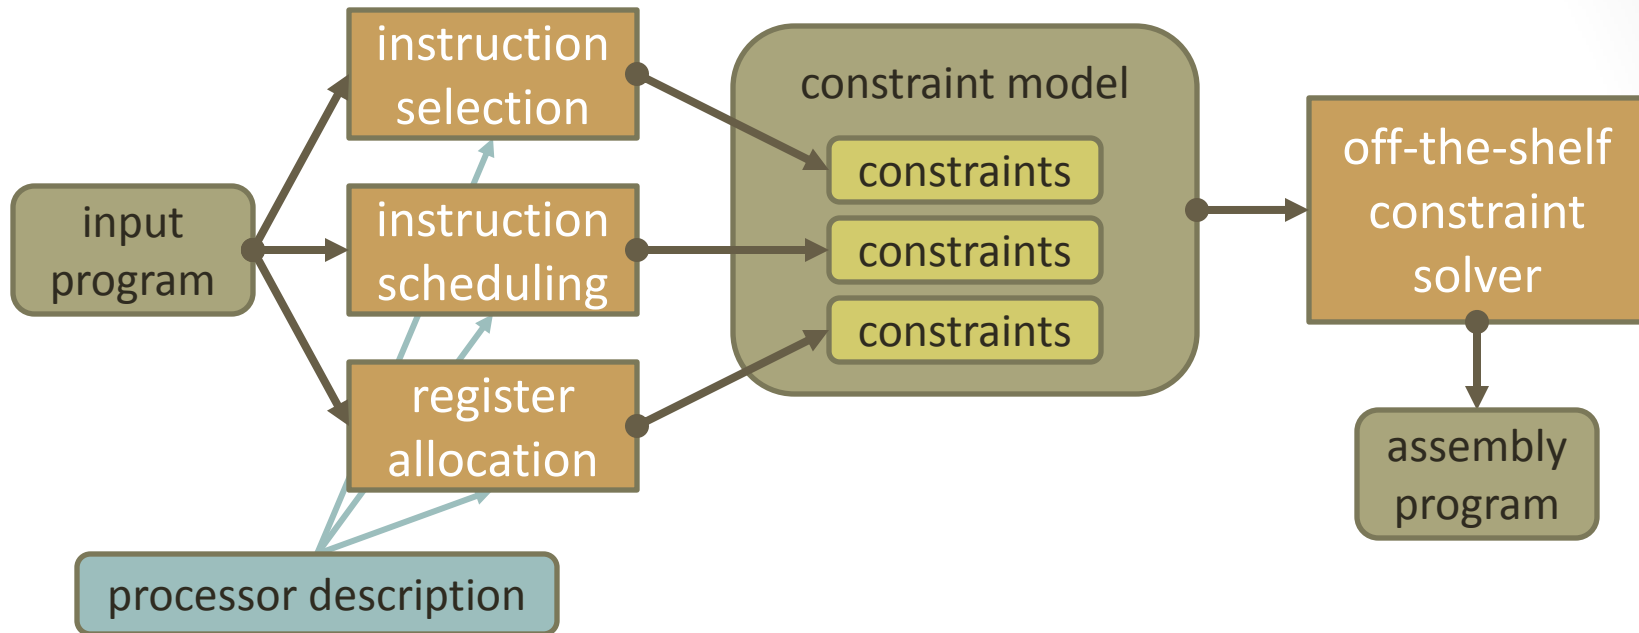 input
program
instruction
selection
instruction
scheduling
register
allocation
processor description
constraint model
constraints
constraints
constraints
off-the-shelf
constraint
solver
assembly
program